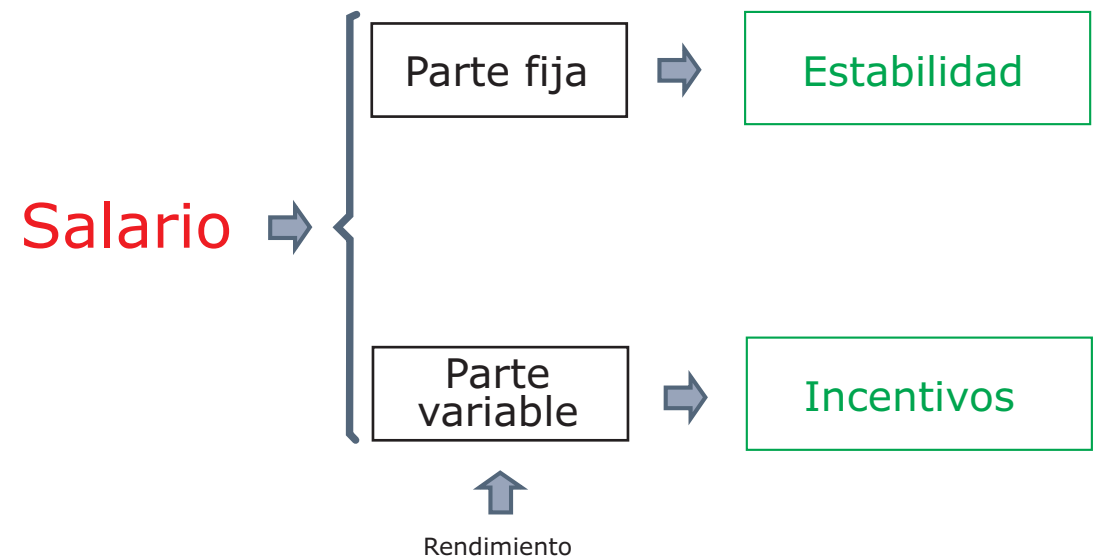 Salario
Parte fija
Estabilidad
Parte
variable
Incentivos
Rendimiento